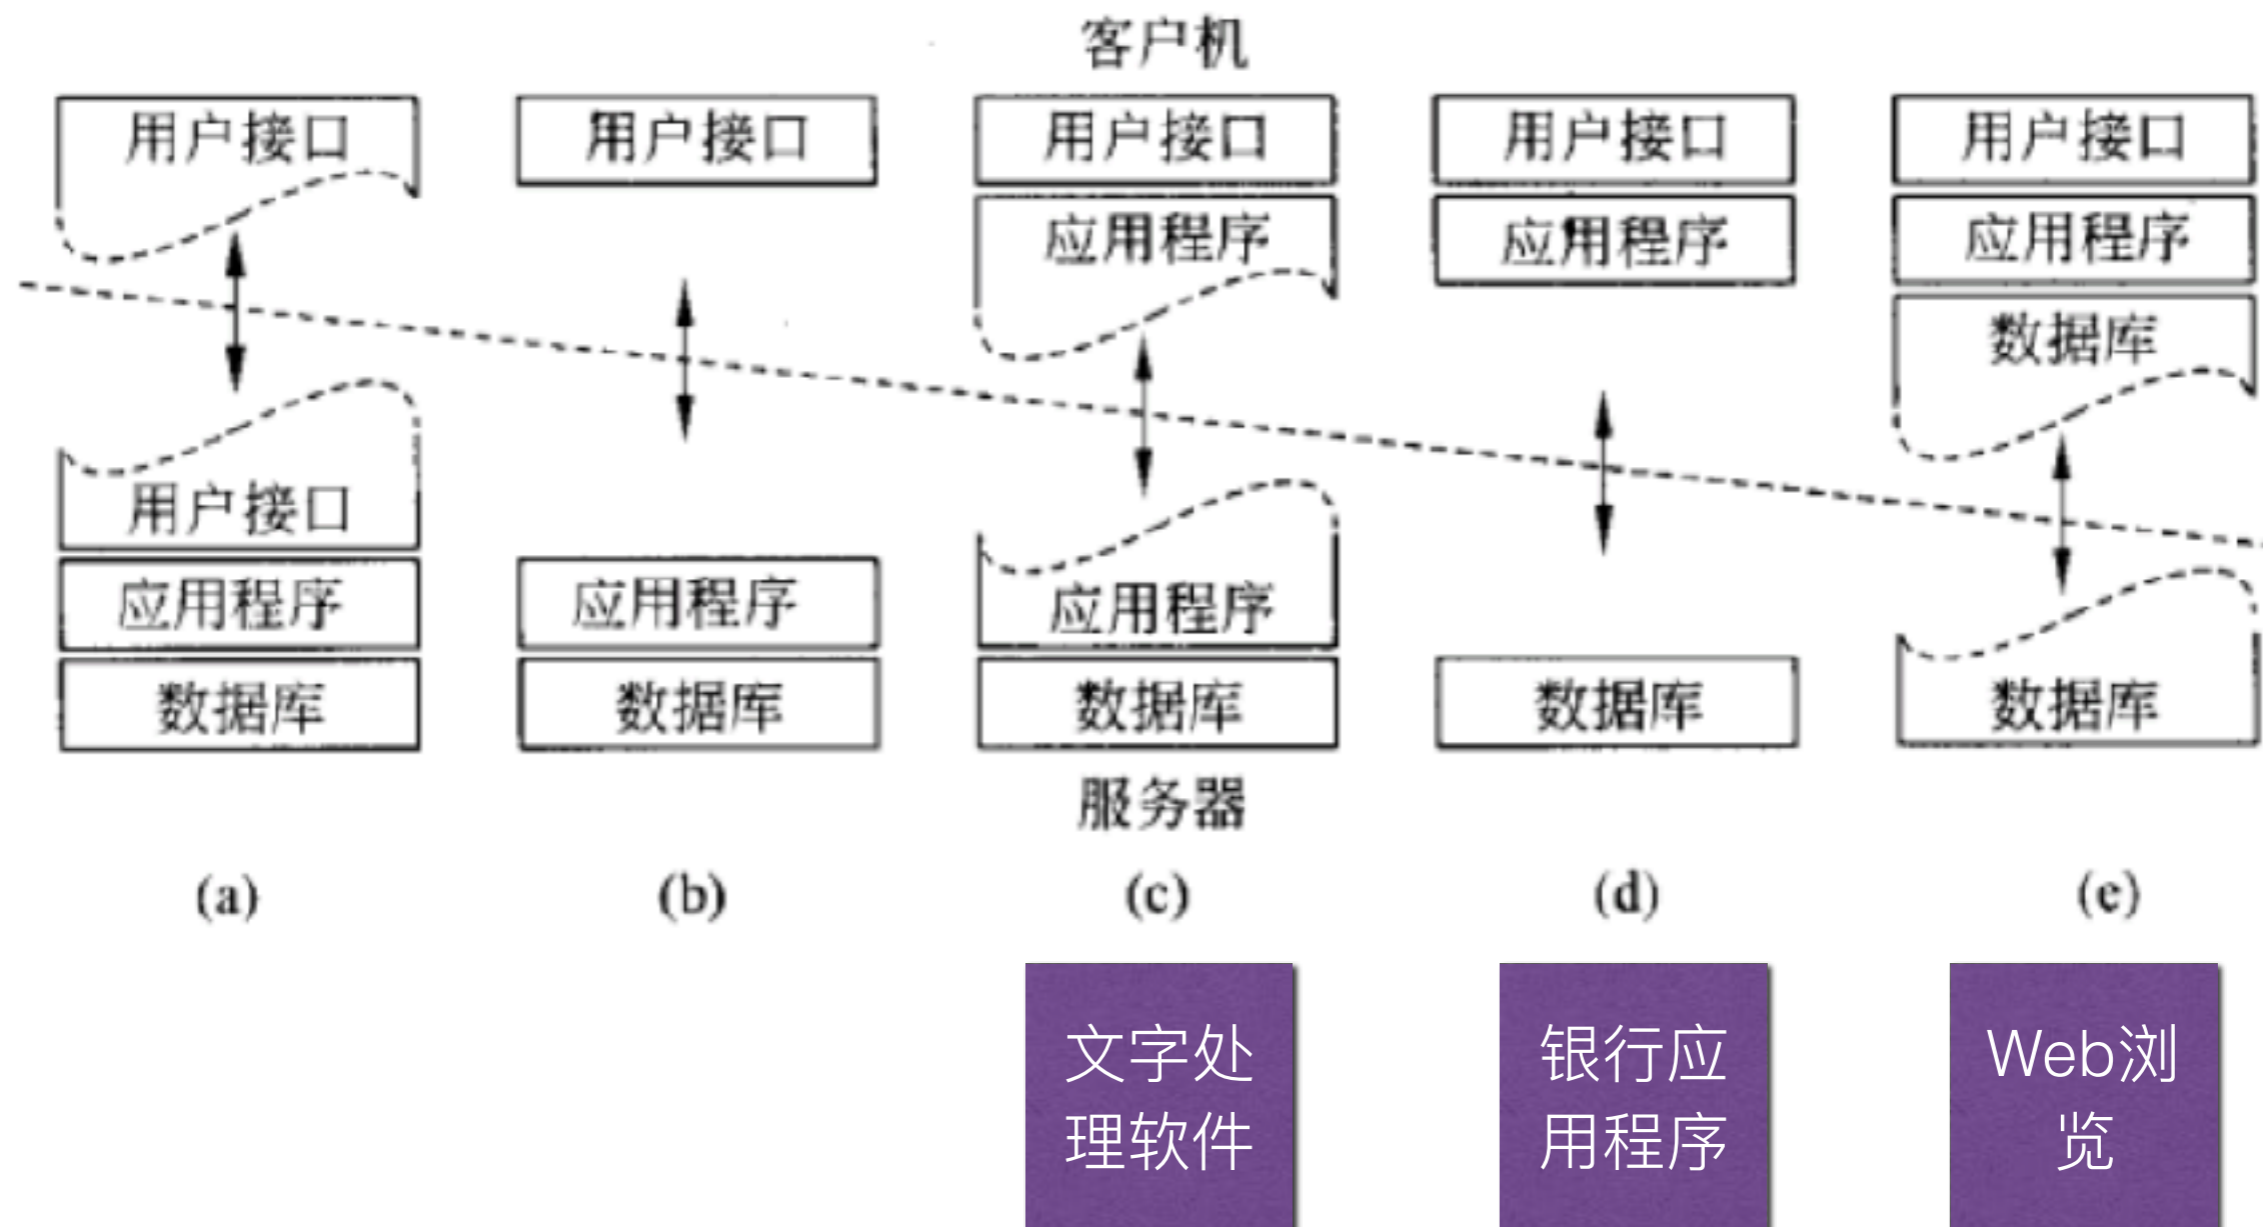 客户机
用户接口
用户接口
用户接口
用户接口
用户接口
应用程序
应用程序
应用程序
数据库
用户接口
应用程序
应用程序
应用程序
数据库
数据库
数据库
数据库
数据库
服务器
(a)
(b)
(c)
(d)
(e)
文字处
理软件
银行应
用程序
Web浏
览